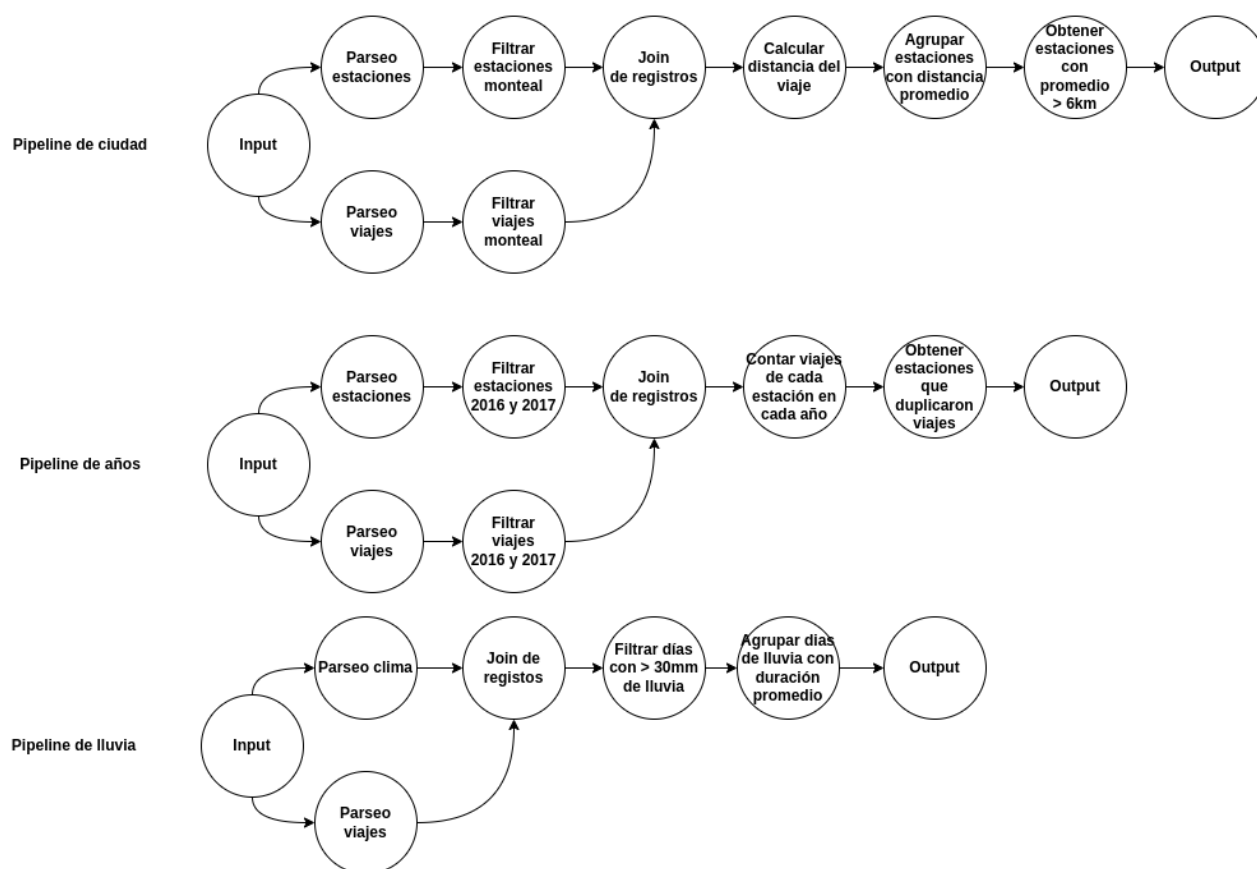 Pipeline de ciudad
Input
Parseo
estaciones
Filtrar
estaciones
monteal
Join
de registros
Calcular
distancia del
viaje
Agrupar
estaciones
con distancia
promedio
Obtener
estaciones
con
promedio
> 6km
Output
Parseo
viajes
Filtrar
viajes
monteal
Pipeline de años
Input
Parseo
estaciones
Filtrar
estaciones
2016 y 2017
Join
de registros
Contar viajes
de cada
estación en
cada año
Obtener
estaciones
que
duplicaron
viajes
Output
Parseo
viajes
Filtrar
viajes
2016 y 2017
Pipeline de lluvia
Input
Parseo clima
Join de
registos
Filtrar días
con > 30mm
de lluvia
Agrupar dias
de lluvia con
duración
promedio
Output
Parseo
viajes